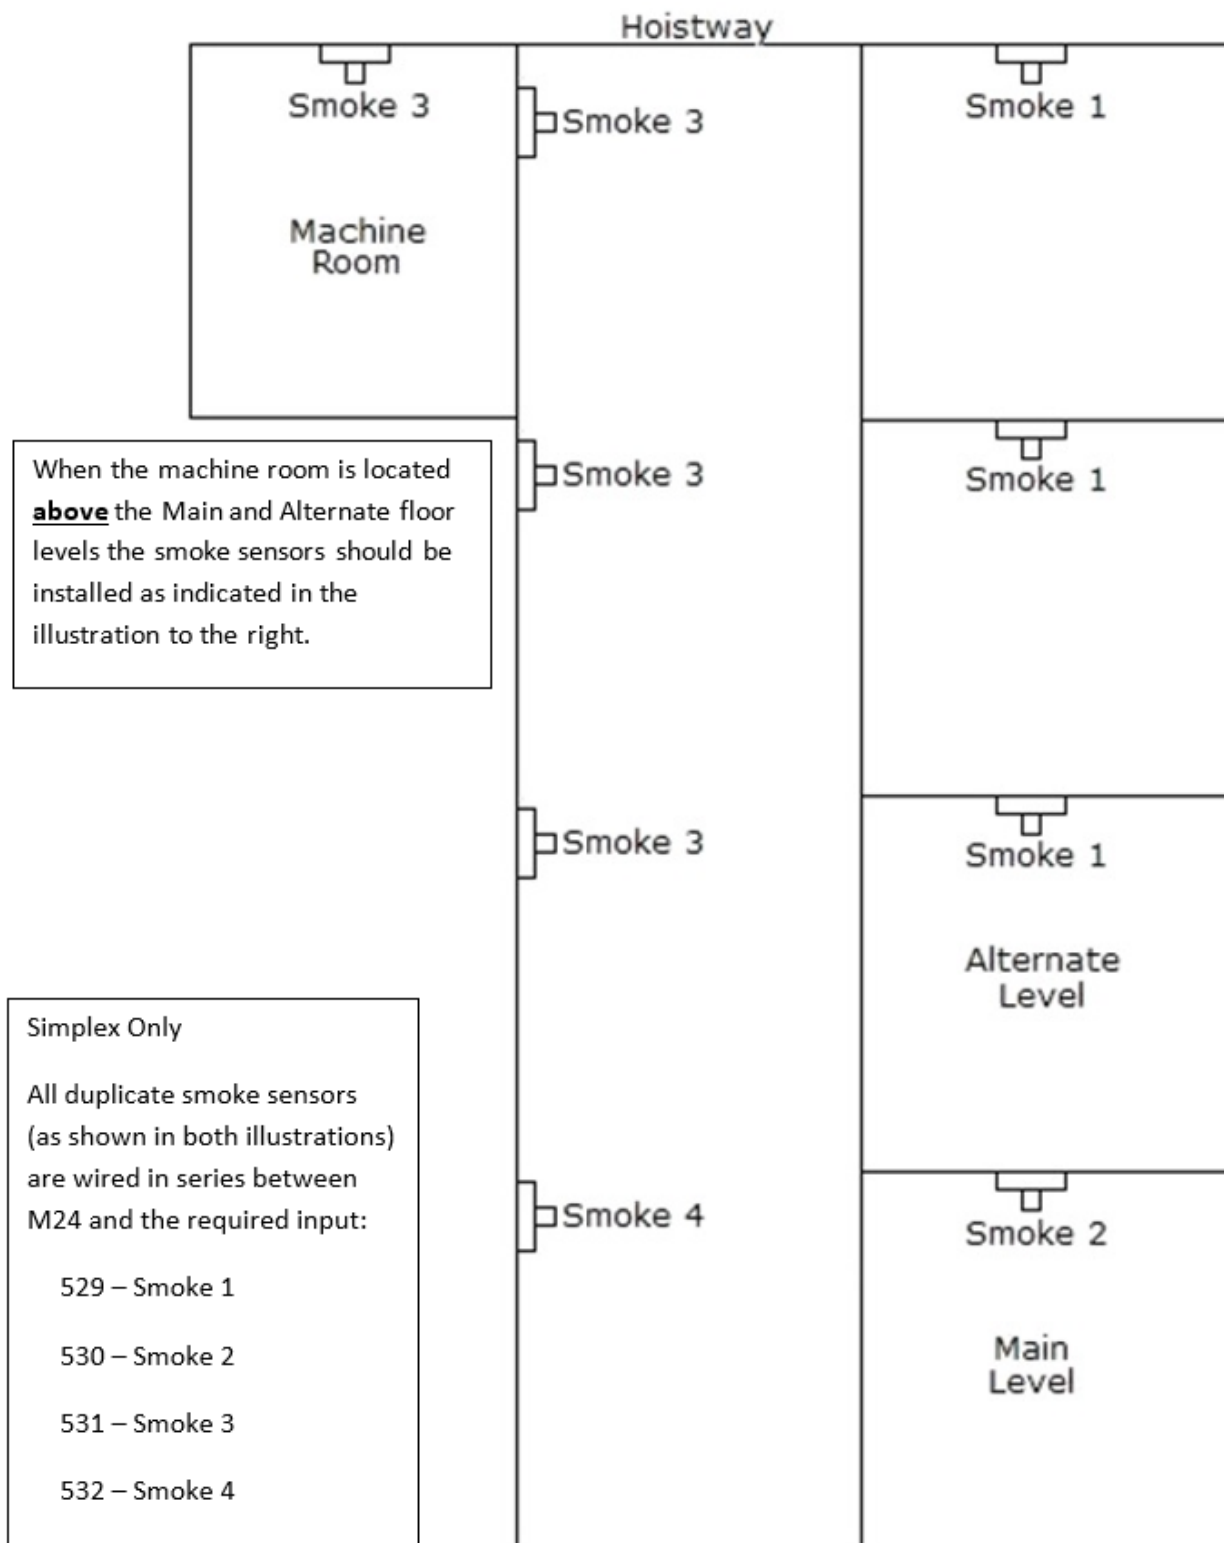 Hoistway
Smoke 3
Smoke 3
Smoke 1
Machine
Room
When the machine room is located
above the Main and Alternate floor
levels the smoke sensors should be
installed as indicated in the
illustration to the right.
Smoke 3
Smoke 1
Smoke 3
Smoke 1
Alternate
Level
Simplex Only
All duplicate smoke sensors
(as shown in both illustrations)
are wired in series between
M24 and the required input:
529 – Smoke 1
530 – Smoke 2
531 – Smoke 3
532 – Smoke 4
Smoke 4
Smoke 2
Main
Level